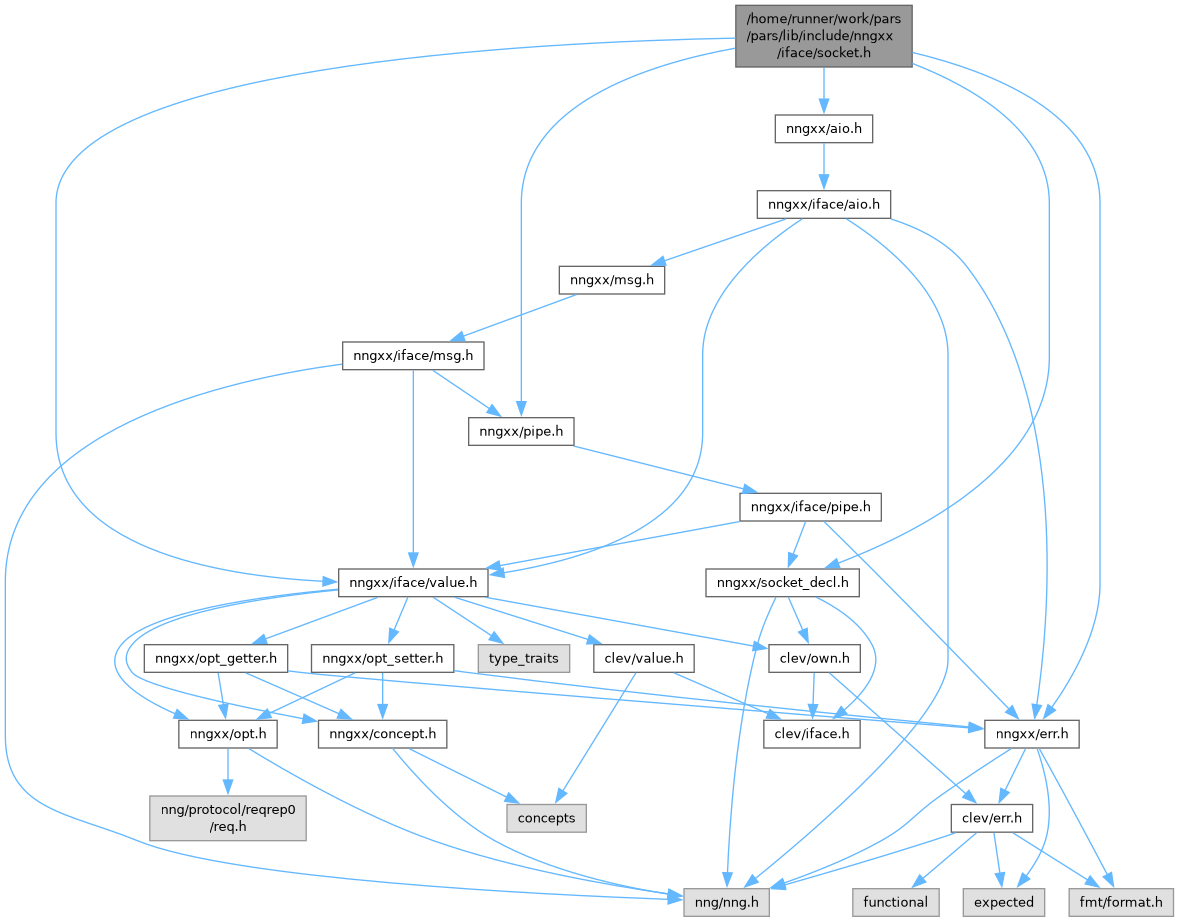 /home/runner/work/pars
/pars/lib/include/nngxx
/iface/socket.h
nngxx/aio.h
nngxx/iface/aio.h
nngxx/msg.h
nngxx/iface/msg.h
nngxx/pipe.h
nngxx/iface/pipe.h
nngxx/iface/value.h
nngxx/socket_decl.h
nngxx/opt_getter.h
nngxx/opt_setter.h
type_traits
clev/value.h
clev/own.h
nngxx/opt.h
nngxx/concept.h
clev/iface.h
nngxx/err.h
nng/protocol/reqrep0
/req.h
concepts
clev/err.h
nng/nng.h
functional
expected
fmt/format.h